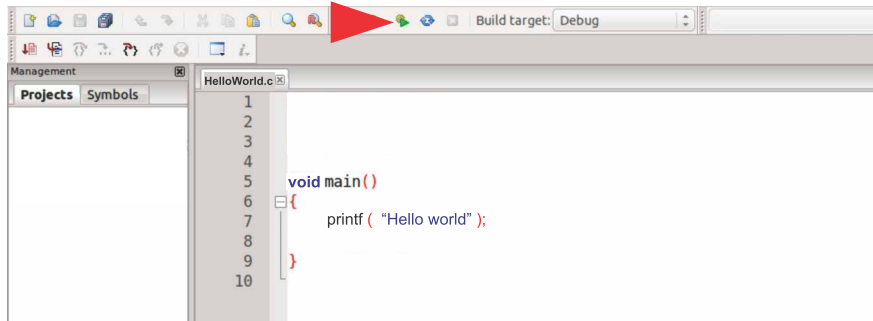 Build target: Debug
Management
Projects Symbols
HelloWorld.c
1
2
3
4
5 void main()
6 {
7 printf ( “Hello world” );
8
9 }
10